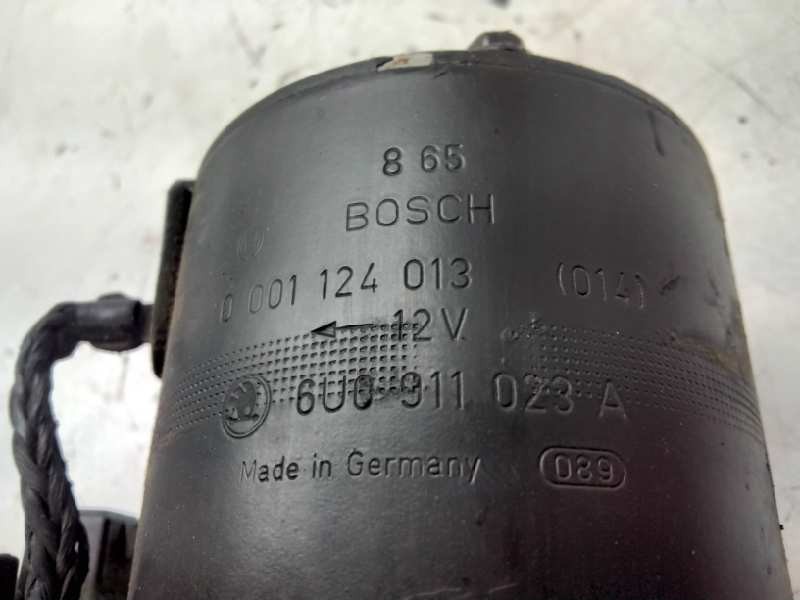 8 65
BOSCH
0 001 124 013 (014)
12V
6U0 911 023 A
Made in Germany 089